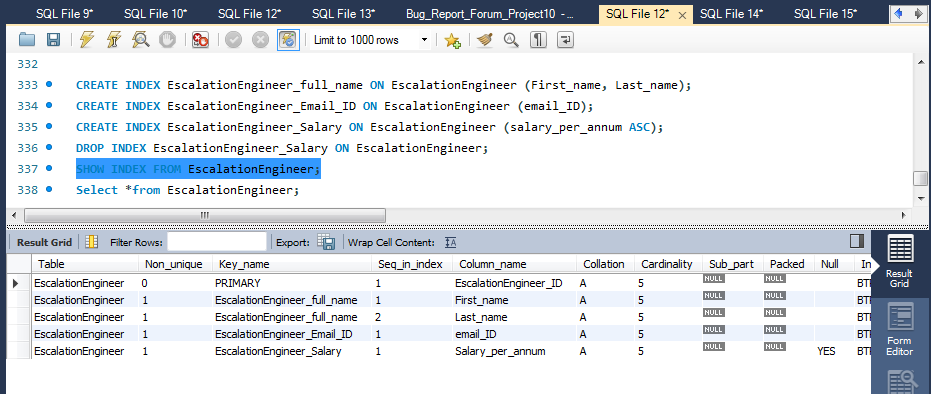 SQL File 9* SQL File 10* SQL File 12* SQL File 13* Bug_Report_Forum_Project10 -... SQL File 12* × SQL File 14* SQL File 15*
Limit to 1000 rows
332
333 CREATE INDEX EscalationEngineer_full_name ON EscalationEngineer (First_name, Last_name);
334 CREATE INDEX EscalationEngineer_Email_ID ON EscalationEngineer (email_ID);
335 CREATE INDEX EscalationEngineer_Salary ON EscalationEngineer (salary_per_annum ASC);
336 DROP INDEX EscalationEngineer_Salary ON EscalationEngineer;
337 SHOW INDEX FROM EscalationEngineer;
338 Select *from EscalationEngineer;
Result Grid Filter Rows: Export: Wrap Cell Content: IA
Table Non_unique Key_name Seq_in_index Column_name Collation Cardinality Sub_part Packed Null In
EscalationEngineer 0 PRIMARY 1 EscalationEngineer_ID A 5 NULL NULL BT
EscalationEngineer 1 EscalationEngineer_full_name 1 First_name A 5 NULL NULL BT
EscalationEngineer 1 EscalationEngineer_full_name 2 Last_name A 5 NULL NULL BT
EscalationEngineer 1 EscalationEngineer_Email_ID 1 email_ID A 5 NULL NULL BT
EscalationEngineer 1 EscalationEngineer_Salary 1 Salary_per_annum A 5 NULL NULL YES BT
Result
Grid
Form
Editor